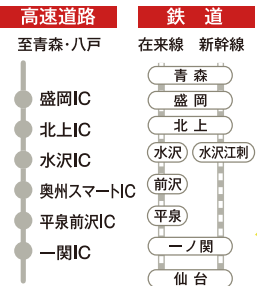 高速道路
至青森・八戸
盛岡IC
北上IC
水沢IC
奥州スマートIC
平泉前沢IC
一関IC
鉄 道
在来線 新幹線
青 森
盛 岡
北 上
水沢 水沢江刺
前沢
平泉
一ノ関
仙 台